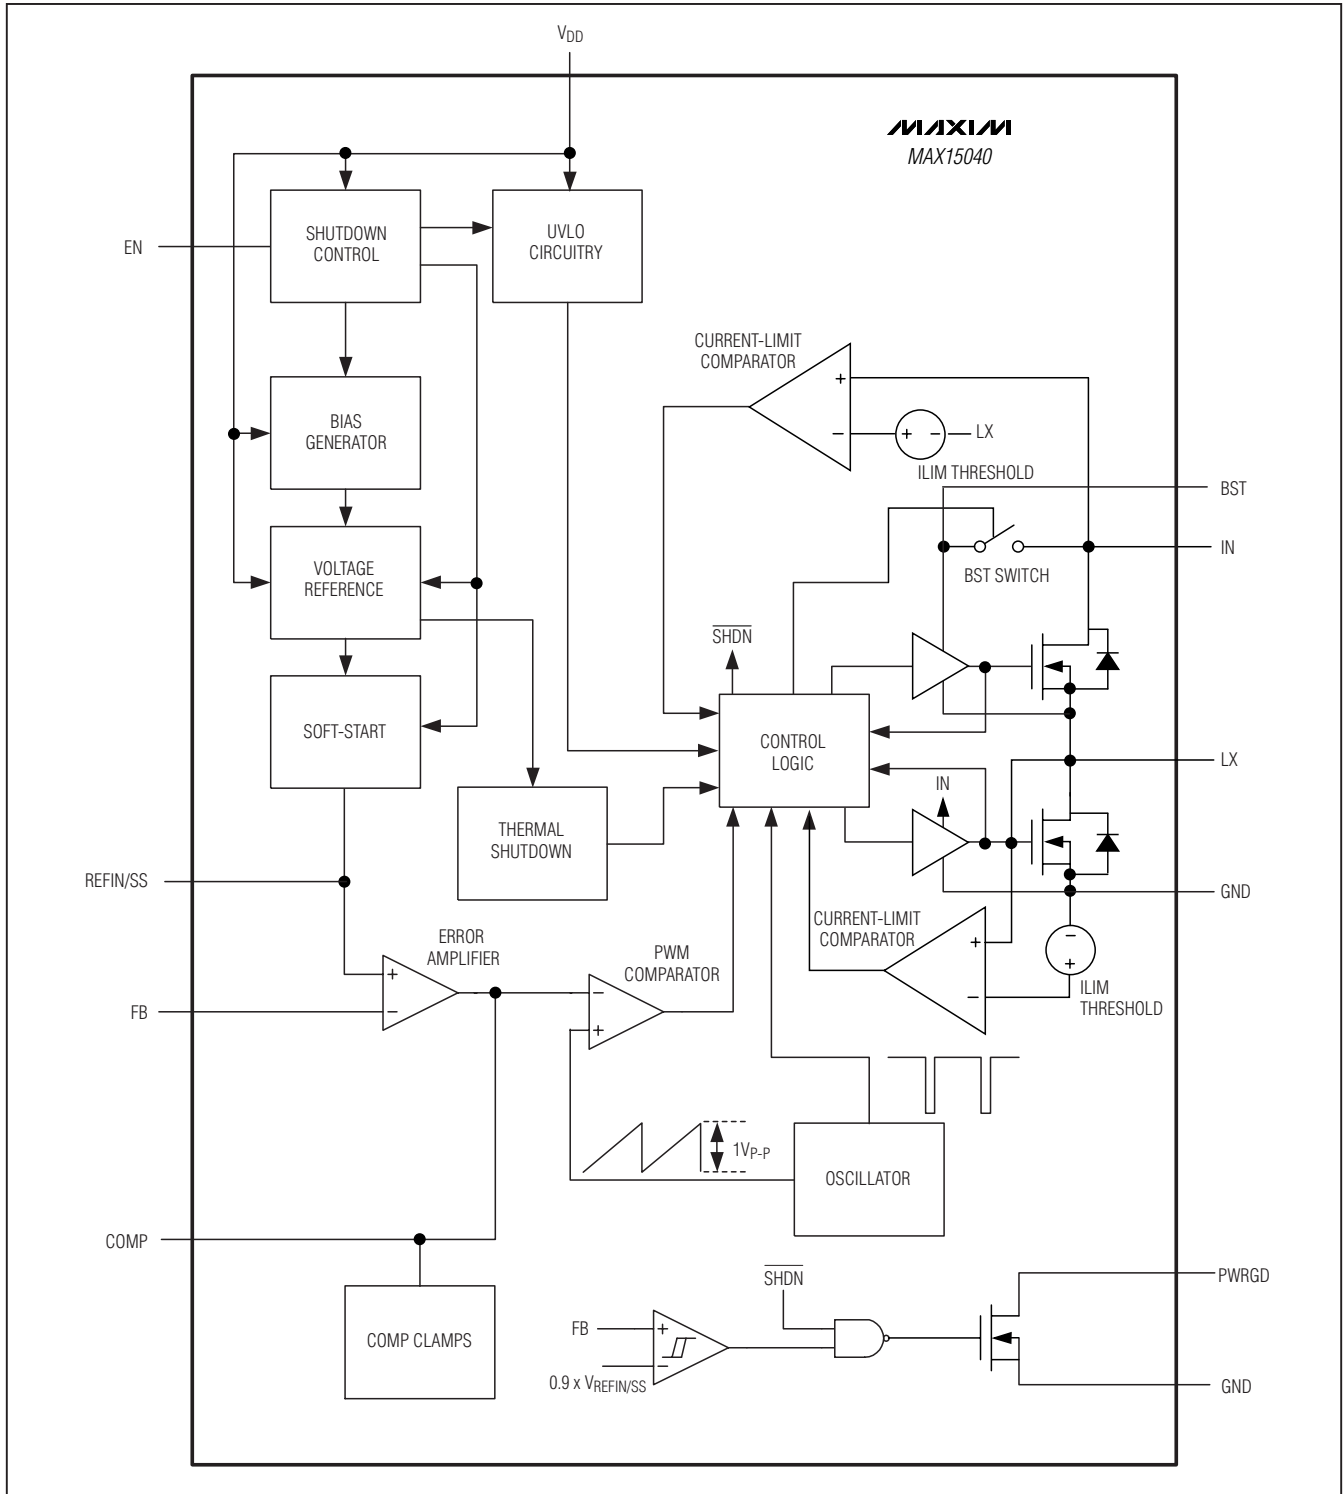 VDD
MAXIM
MAX15040
SHUTDOWN
CONTROL
UVLO
CIRCUITRY
EN
CURRENT-LIMIT
COMPARATOR
+
−
+ −
LX
ILIM THRESHOLD
BIAS
GENERATOR
BST
IN
BST SWITCH
VOLTAGE
REFERENCE
SHDN
SOFT-START
CONTROL
LOGIC
LX
IN
THERMAL
SHUTDOWN
REFIN/SS
GND
CURRENT-LIMIT
COMPARATOR
+
−
−
+
ILIM
THRESHOLD
ERROR
AMPLIFIER
+
−
PWM
COMPARATOR
−
+
FB
1VP-P
OSCILLATOR
COMP
COMP CLAMPS
SHDN
PWRGD
FB
+
−
0.9 x VREFIN/SS
GND